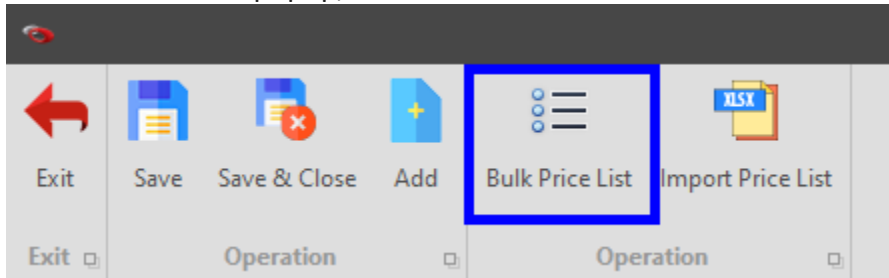 XLSX
Exit Save Save & Close Add Bulk Price List Import Price List
Exit Operation Operation